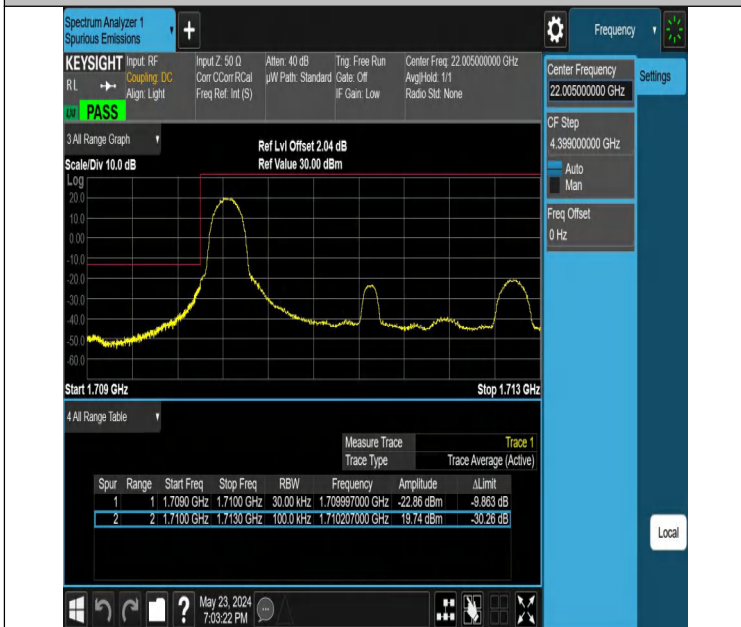 Spectrum Analyzer 1
Spurious Emissions
+
Frequency
KEYSIGHT Input: RF Input Z: 50 Ω Atten: 40 dB Trig: Free Run Center Freq: 22.005000000 GHz
RL Coupling: DC Corr CCorr RCal µW Path: Standard Gate: Off Avg|Hold: 1/1
Align: Light Freq Ref: Int (S) IF Gain: Low Radio Std: None
PASS
Center Frequency
22.005000000 GHz
Settings
CF Step
4.399000000 GHz
Auto
Man
Freq Offset
0 Hz
3 All Range Graph
Ref Lvl Offset 2.04 dB
Scale/Div 10.0 dB Ref Value 30.00 dBm
Log
20.0
10.0
0.00
-10.0
-20.0
-30.0
-40.0
-50.0
-60.0
Start 1.709 GHz Stop 1.713 GHz
4 All Range Table
Measure Trace Trace 1
Trace Type Trace Average (Active)
Spur Range Start Freq Stop Freq RBW Frequency Amplitude ΔLimit
1 1 1.7090 GHz 1.7100 GHz 30.00 kHz 1.709997000 GHz -22.86 dBm -9.863 dB
2 2 1.7100 GHz 1.7130 GHz 100.0 kHz 1.710207000 GHz 19.74 dBm -30.26 dB
Local
? May 23, 2024
7:03:22 PM